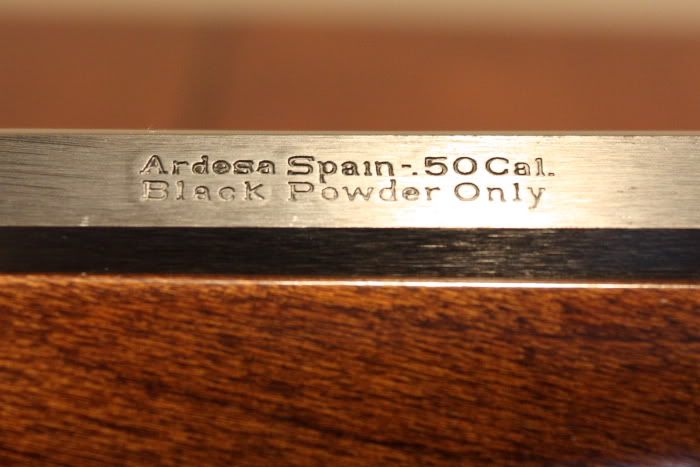 Ardesa Spain-.50 Cal.
Black Powder Only